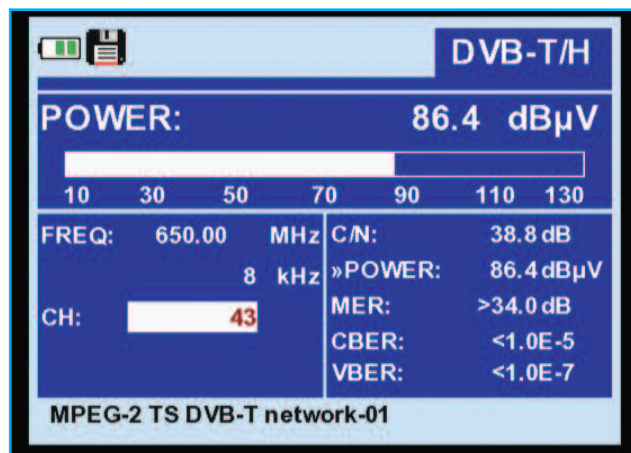 DVB-T/H
POWER: 86.4 dBµV
10 30 50 70 90 110 130
FREQ: 650.00 MHz
8 kHz
CH: 43
C/N: 38.8 dB
»POWER: 86.4 dBµV
MER: >34.0 dB
CBER: <1.0E-5
VBER: <1.0E-7
MPEG-2 TS DVB-T network-01